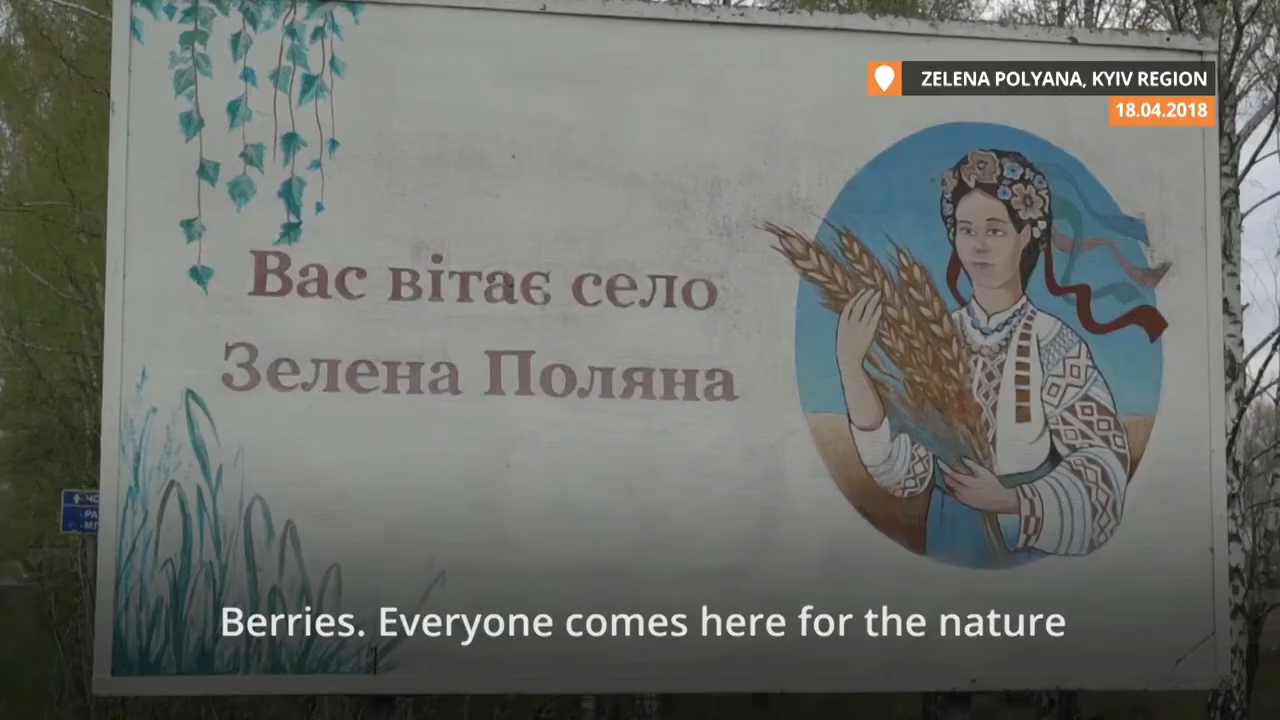 ZELENA POLYANA, KYIV REGION
18.04.2018
Вас вітає село
Зелена Поляна
Berries. Everyone comes here for the nature